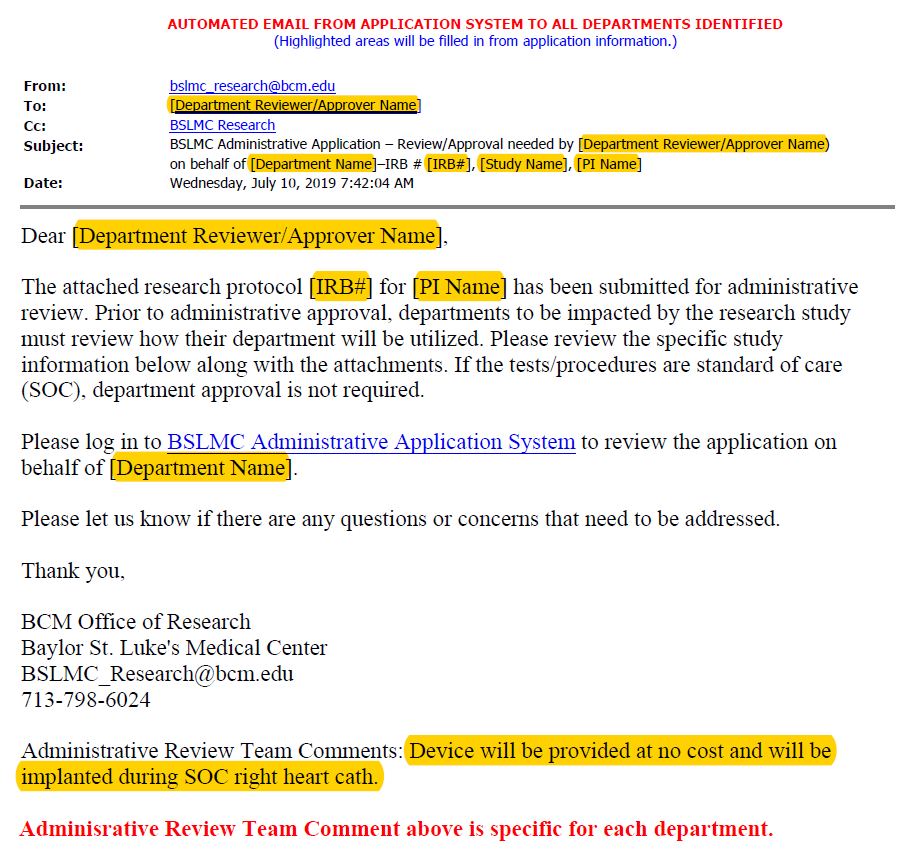 AUTOMATED EMAIL FROM APPLICATION SYSTEM TO ALL DEPARTMENTS IDENTIFIED
(Highlighted areas will be filled in from application information.)
From: bslmc_research@bcm.edu
To: [Department Reviewer/Approver Name]
Cc: BSLMC Research
Subject: BSLMC Administrative Application – Review/Approval needed by [Department Reviewer/Approver Name)
on behalf of [Department Name]–IRB # [IRB#], [Study Name], [PI Name]
Date: Wednesday, July 10, 2019 7:42:04 AM
Dear [Department Reviewer/Approver Name],
The attached research protocol [IRB#] for [PI Name] has been submitted for administrative
review. Prior to administrative approval, departments to be impacted by the research study
must review how their department will be utilized. Please review the specific study
information below along with the attachments. If the tests/procedures are standard of care
(SOC), department approval is not required.
Please log in to BSLMC Administrative Application System to review the application on
behalf of [Department Name].
Please let us know if there are any questions or concerns that need to be addressed.
Thank you,
BCM Office of Research
Baylor St. Luke's Medical Center
BSLMC_Research@bcm.edu
713-798-6024
Administrative Review Team Comments: Device will be provided at no cost and will be
implanted during SOC right heart cath.
Adminisrative Review Team Comment above is specific for each department.